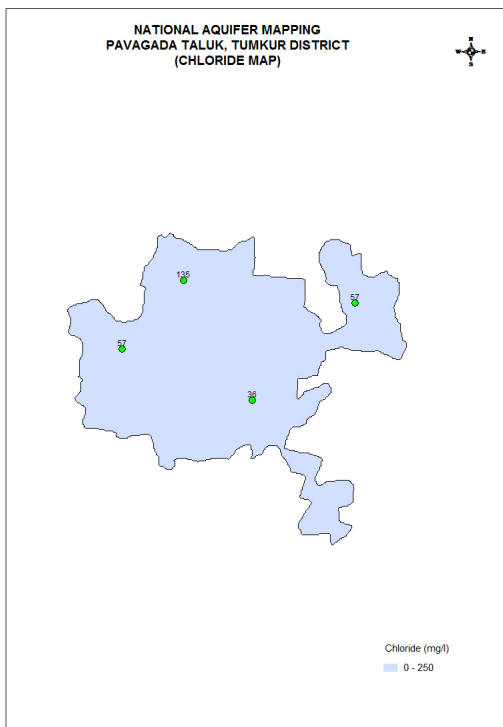 NATIONAL AQUIFER MAPPING
PAVAGADA TALUK, TUMKUR DISTRICT
(CHLORIDE MAP)
N
W E
S
135
57
57
36
Chloride (mg/l)
0 - 250